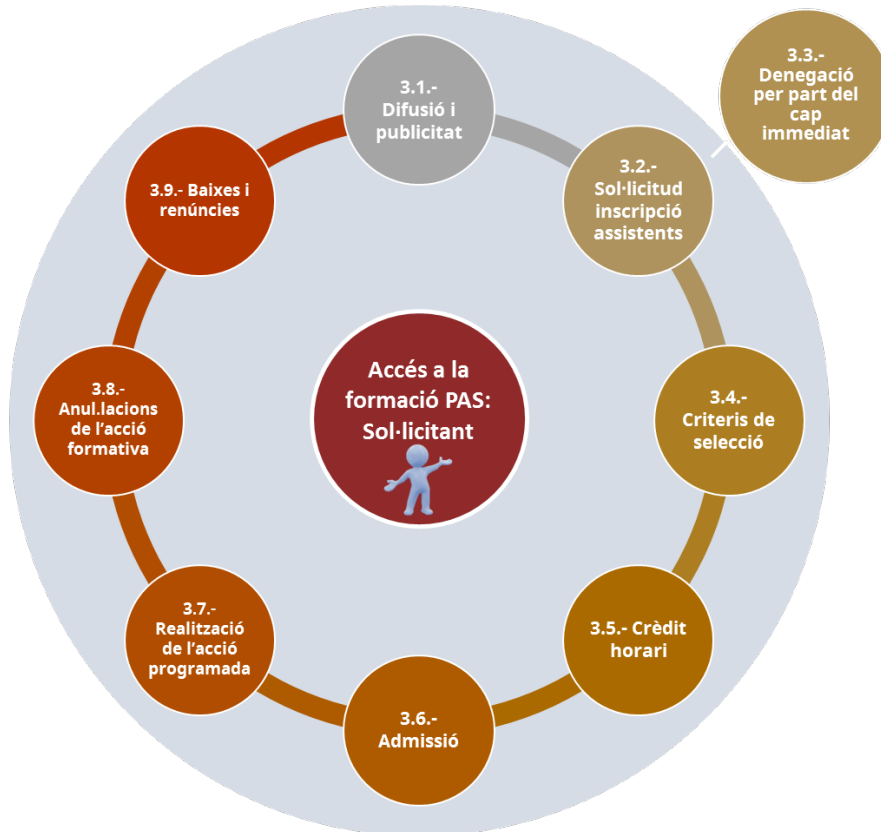 3.1.-
Difusió i
publicitat
3.3.-
Denegació
per part del
cap
immediat
3.2.-
Sol·licitud
inscripció
assistents
3.4.-
Criteris de
selecció
3.5.- Crèdit
horari
3.6.-
Admissió
3.7.-
Realització
de l’acció
programada
3.8.-
Anul.lacions
de l’acció
formativa
3.9.- Baixes i
renúncies
Accés a la
formació PAS:
Sol·licitant